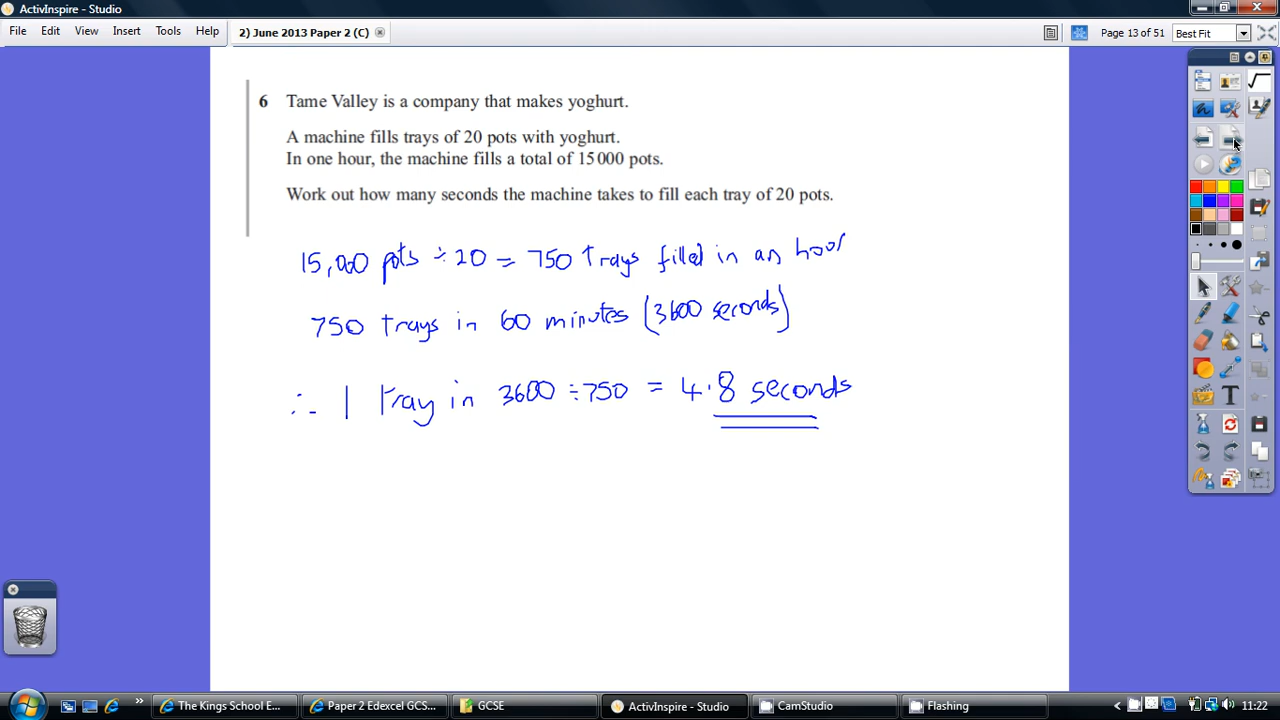 ActivInspire - Studio
File Edit View Insert Tools Help
2) June 2013 Paper 2 (C)
Page 13 of 51
Best Fit
6 Tame Valley is a company that makes yoghurt.
A machine fills trays of 20 pots with yoghurt.
In one hour, the machine fills a total of 15 000 pots.
Work out how many seconds the machine takes to fill each tray of 20 pots.
15,000 pots ÷ 20 = 750 trays filled in an hour
750 trays in 60 minutes (3600 seconds)
∴ 1 tray in 3600 ÷ 750 = 4.8 seconds
The Kings School E...
Paper 2 Edexcel GCS...
GCSE
ActivInspire - Studio
CamStudio
Flashing
11:22